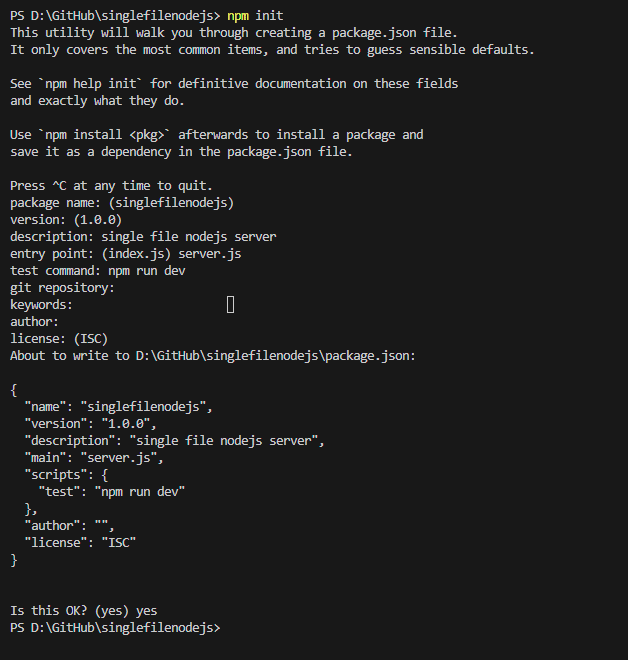 PS D:\GitHub\singlefilenodejs> npm init
This utility will walk you through creating a package.json file.
It only covers the most common items, and tries to guess sensible defaults.

See `npm help init` for definitive documentation on these fields
and exactly what they do.

Use `npm install <pkg>` afterwards to install a package and
save it as a dependency in the package.json file.

Press ^C at any time to quit.
package name: (singlefilenodejs)
version: (1.0.0)
description: single file nodejs server
entry point: (index.js) server.js
test command: npm run dev
git repository:
keywords:
author:
license: (ISC)
About to write to D:\GitHub\singlefilenodejs\package.json:

{
  "name": "singlefilenodejs",
  "version": "1.0.0",
  "description": "single file nodejs server",
  "main": "server.js",
  "scripts": {
    "test": "npm run dev"
  },
  "author": "",
  "license": "ISC"
}

Is this OK? (yes) yes
PS D:\GitHub\singlefilenodejs>